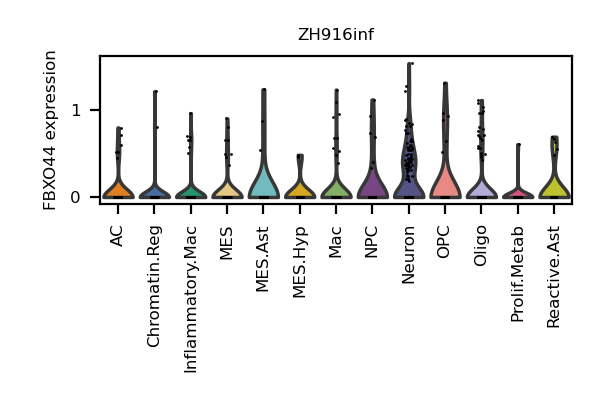 ZH916inf
FBXO44 expression
1
0
AC
Chromatin.Reg
Inflammatory.Mac
MES
MES.Ast
MES.Hyp
Mac
NPC
Neuron
OPC
Oligo
Prolif.Metab
Reactive.Ast